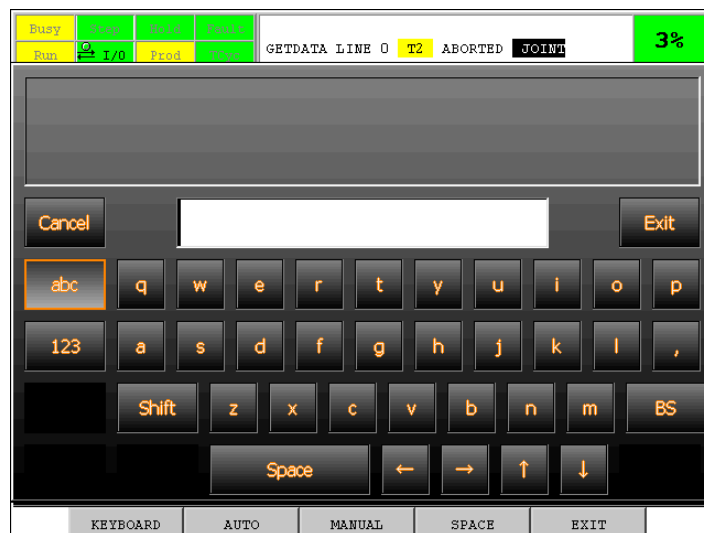 Busy Step Hold Fault
Run I/O Prod TCyc
GETDATA LINE 0 T2 ABORTED JOINT
3%
Cancel Exit
abc q w e r t y u i o p
123 a s d f g h j k l ,
Shift z x c v b n m BS
Space ← → ↑ ↓
KEYBOARD AUTO MANUAL SPACE EXIT